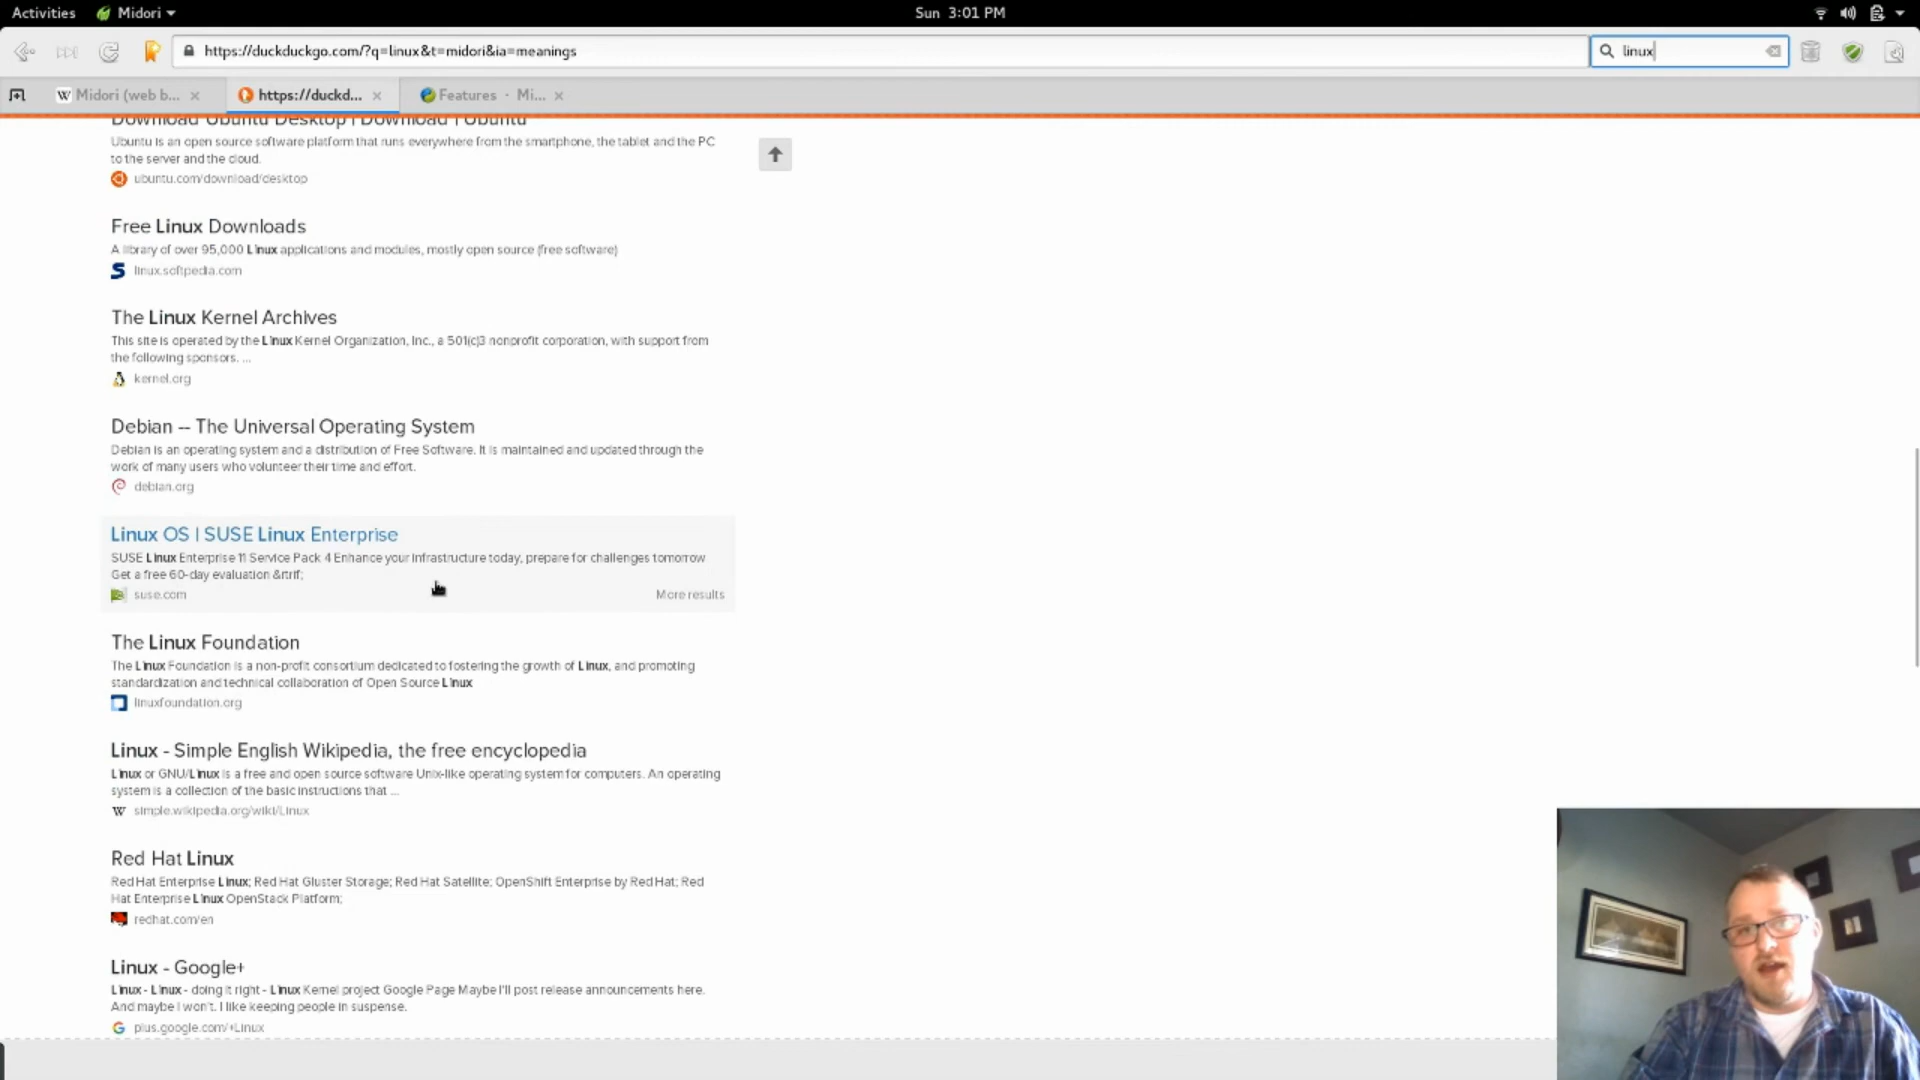 Activities Midori Sun 3:01 PM
https://duckduckgo.com/?q=linux&t=midori&ia=meanings linux
Midori (web b... https://duckd... Features · Mi...
Download Ubuntu Desktop | Download | Ubuntu
Ubuntu is an open source software platform that runs everywhere from the smartphone, the tablet and the PC
to the server and the cloud.
ubuntu.com/download/desktop
Free Linux Downloads
A library of over 95,000 Linux applications and modules, mostly open source (free software)
linux.softpedia.com
The Linux Kernel Archives
This site is operated by the Linux Kernel Organization, Inc., a 501(c)3 nonprofit corporation, with support from
the following sponsors. ...
kernel.org
Debian -- The Universal Operating System
Debian is an operating system and a distribution of Free Software. It is maintained and updated through the
work of many users who volunteer their time and effort.
debian.org
Linux OS | SUSE Linux Enterprise
SUSE Linux Enterprise 11 Service Pack 4 Enhance your infrastructure today, prepare for challenges tomorrow
Get a free 60-day evaluation &rtrif;
suse.com More results
The Linux Foundation
The Linux Foundation is a non-profit consortium dedicated to fostering the growth of Linux, and promoting
standardization and technical collaboration of Open Source Linux
linuxfoundation.org
Linux - Simple English Wikipedia, the free encyclopedia
Linux or GNU/Linux is a free and open source software Unix-like operating system for computers. An operating
system is a collection of the basic instructions that ...
simple.wikipedia.org/wiki/Linux
Red Hat Linux
Red Hat Enterprise Linux; Red Hat Gluster Storage; Red Hat Satellite; OpenShift Enterprise by Red Hat; Red
Hat Enterprise Linux OpenStack Platform;
redhat.com/en
Linux - Google+
Linux - Linux - doing it right - Linux Kernel project Google Page Maybe I'll post release announcements here.
And maybe I won't. I like keeping people in suspense.
plus.google.com/+Linux